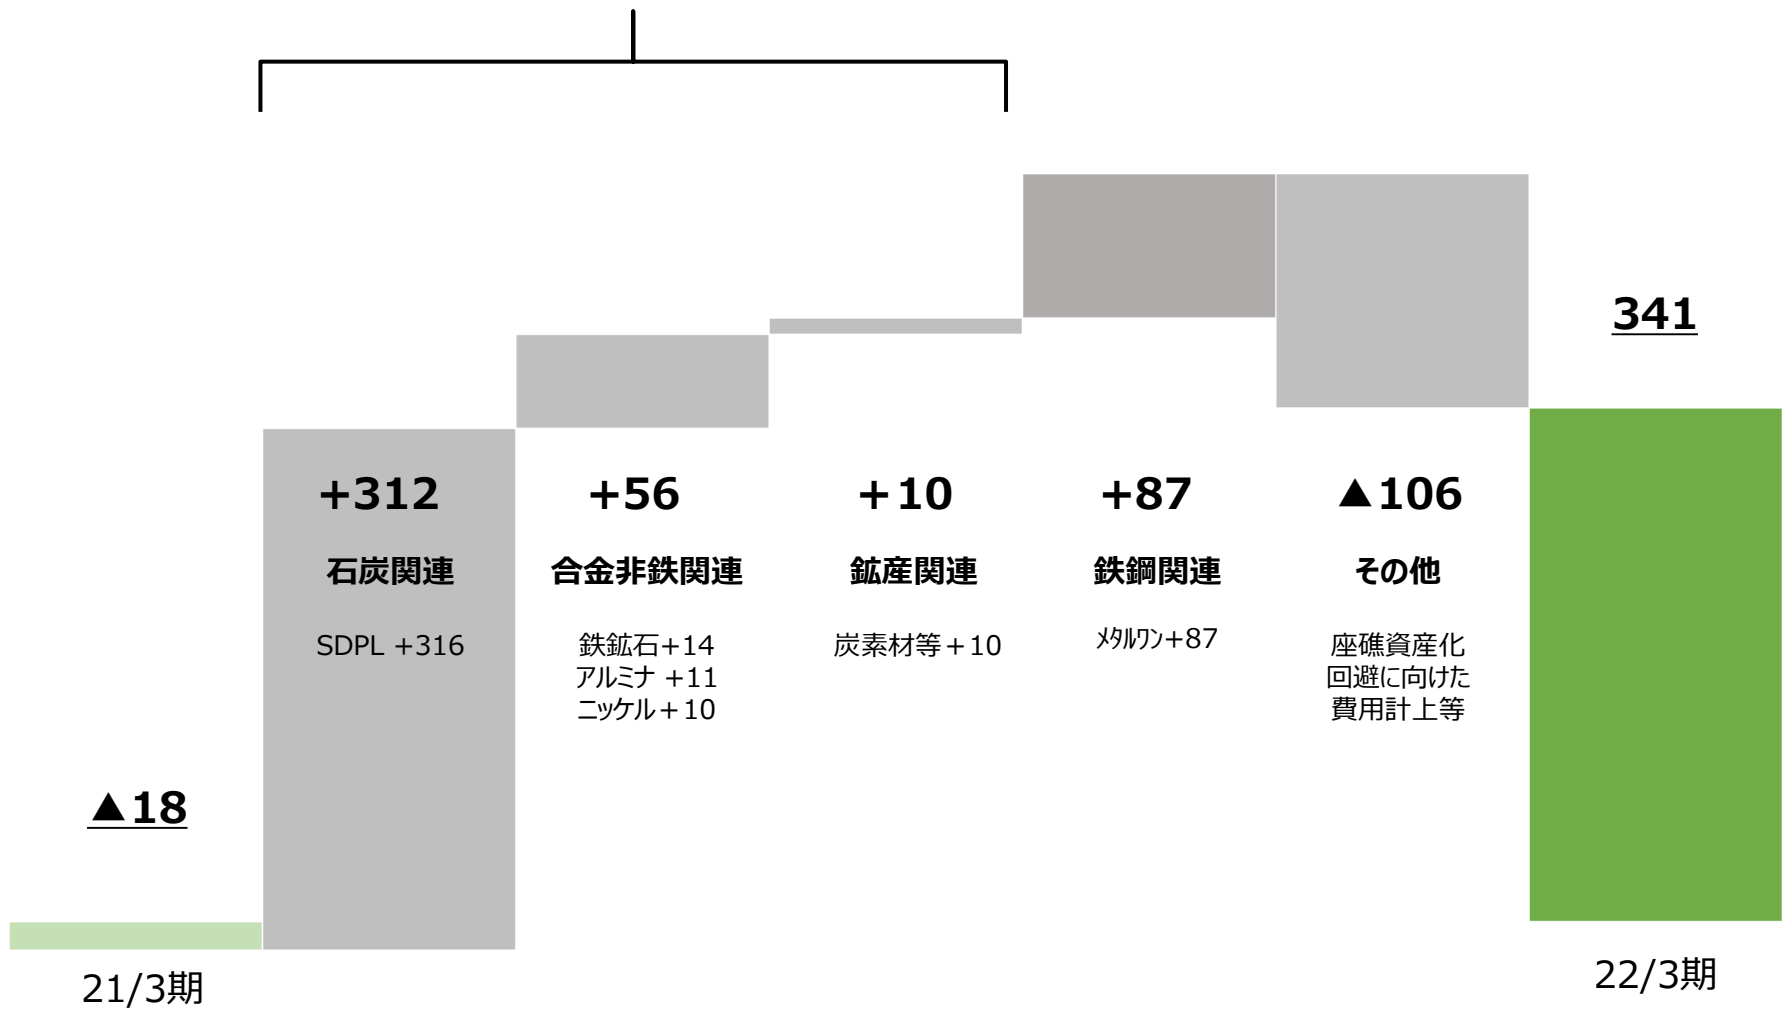 341
+312
+56
+10
+87
▲106
石炭関連
合金非鉄関連
鉱産関連
鉄鋼関連
その他
SDPL +316
鉄鉱石+14
アルミナ +11
ニッケル+10
炭素材等+10
ﾒﾀﾙﾜﾝ+87
座礁資産化
回避に向けた
費用計上等
▲18
21/3期
22/3期